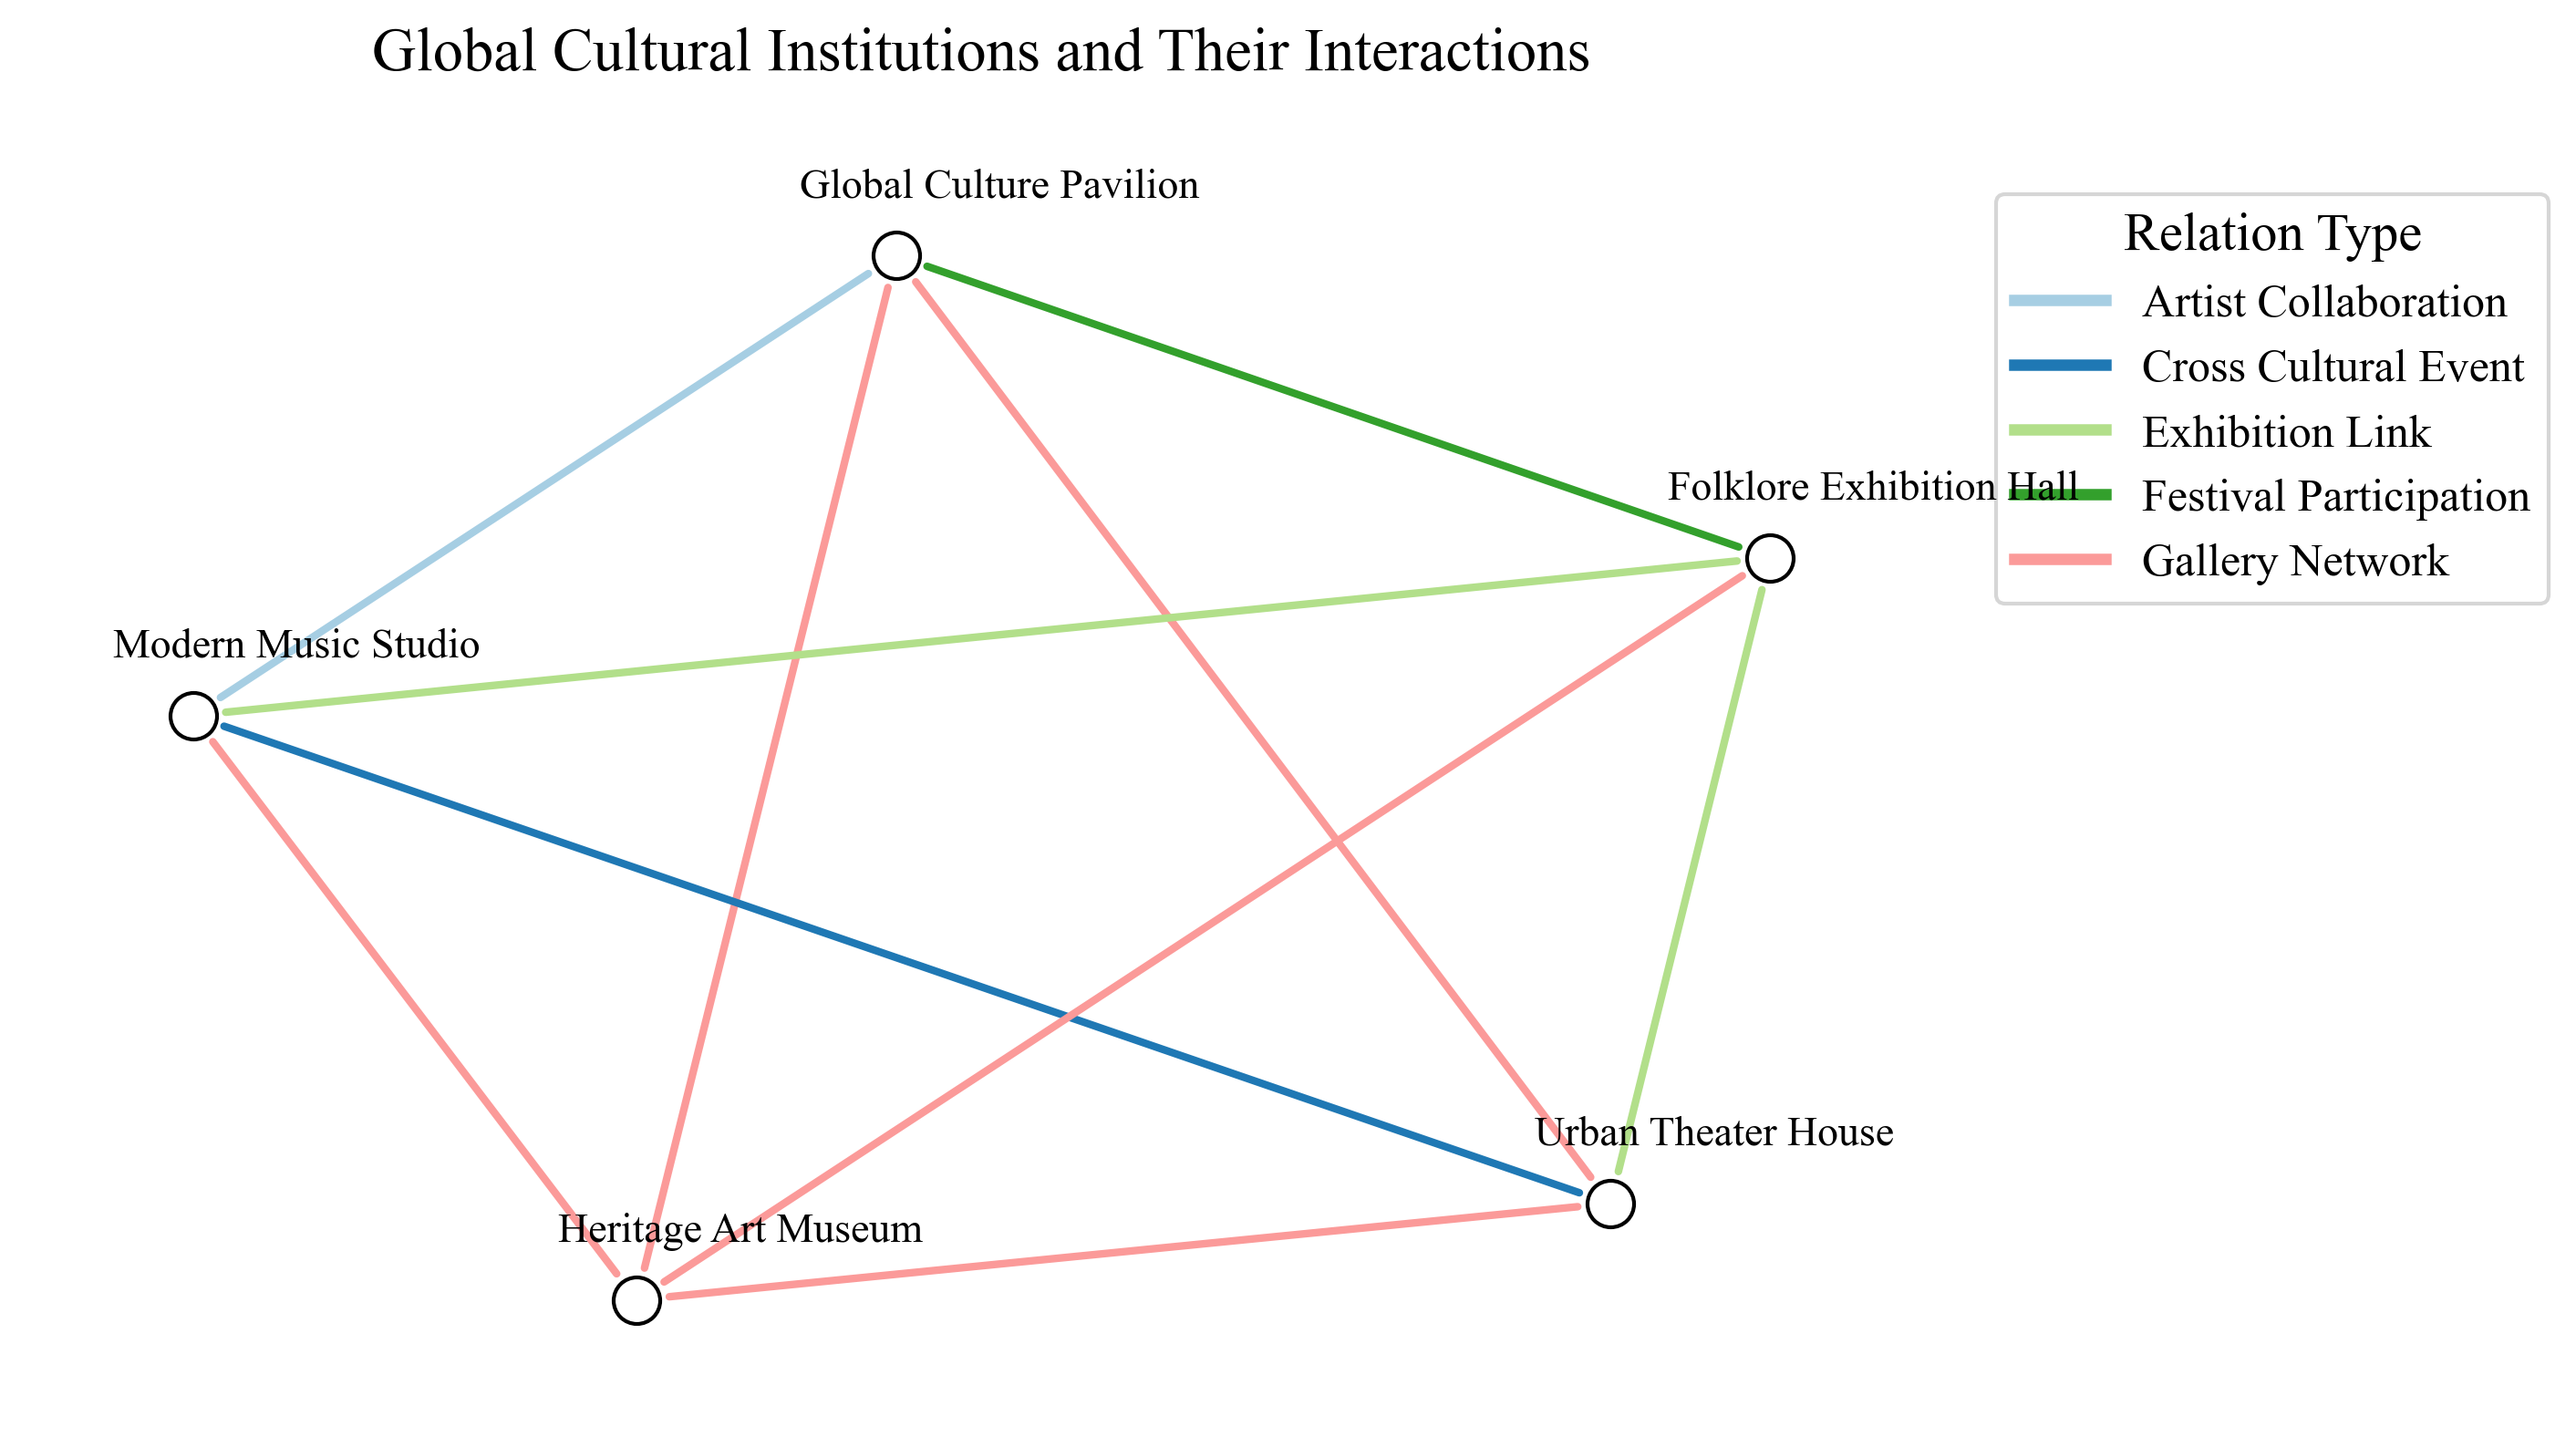 Global Cultural Institutions and Their Interactions
Global Culture Pavilion
Relation Type
Artist Collaboration
Cross Cultural Event
Exhibition Link
Folklore Exhibition Hall
Festival Participation
Gallery Network
Modern Music Studio
Urban Theater House
Heritage Art Museum